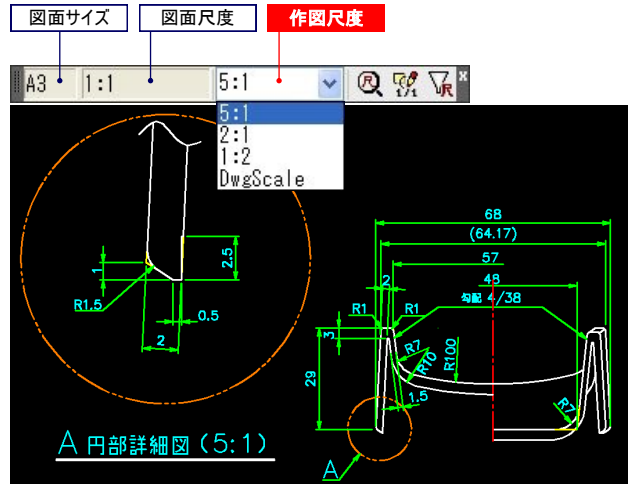 図面サイズ
図面尺度
作図尺度
A3
1:1
5:1
R
1/1
R
x
5:1
2:1
1:2
DwgScale
68
(64.17)
57
48
2
勾配 4/38
R1
R1
3
R7
R10
R100
29
1.5
R7
2.5
1
R1.5
0.5
2
A 円部詳細図(5:1)
A